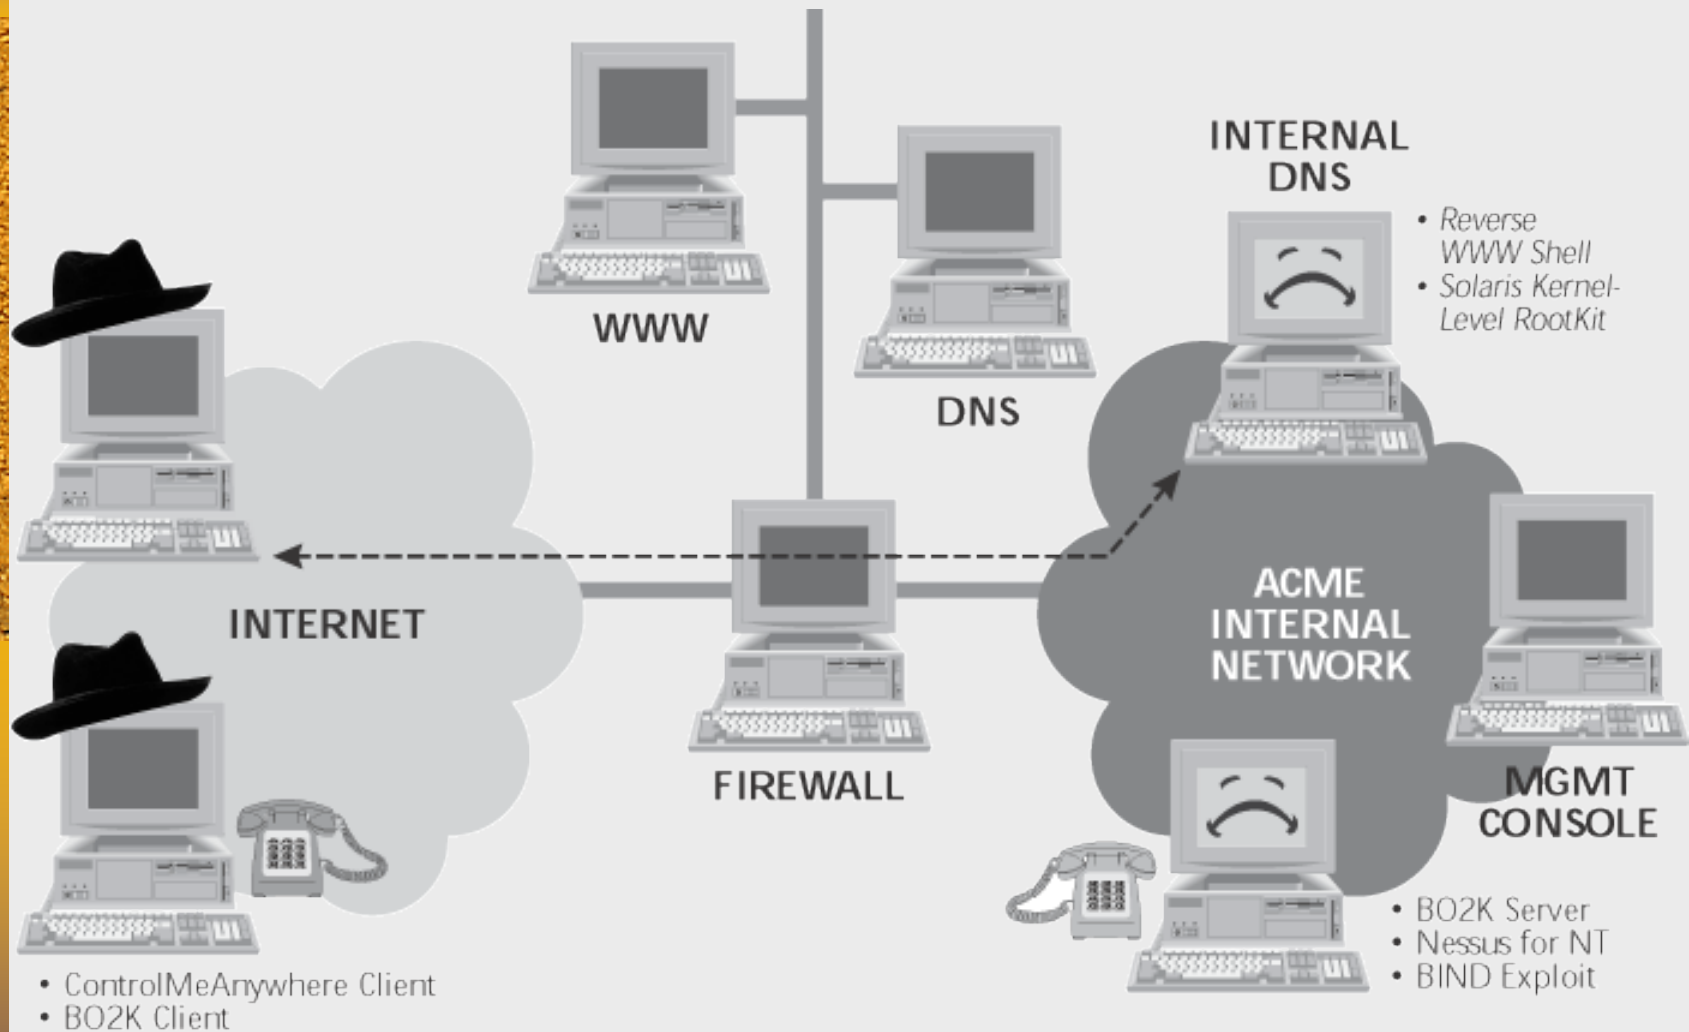 INTERNAL
DNS
• Reverse
WWW Shell
• Solaris Kernel-
Level RootKit
WWW
DNS
INTERNET
ACME
INTERNAL
NETWORK
FIREWALL
MGMT
CONSOLE
• BO2K Server
• Nessus for NT
• BIND Exploit
• ControlMeAnywhere Client
• BO2K Client